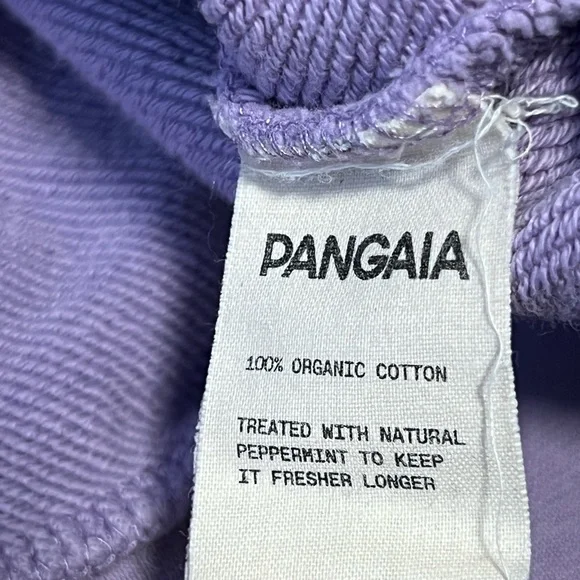 PANGAIA
100% ORGANIC COTTON
TREATED WITH NATURAL
PEPPERMINT TO KEEP
IT FRESHER LONGER